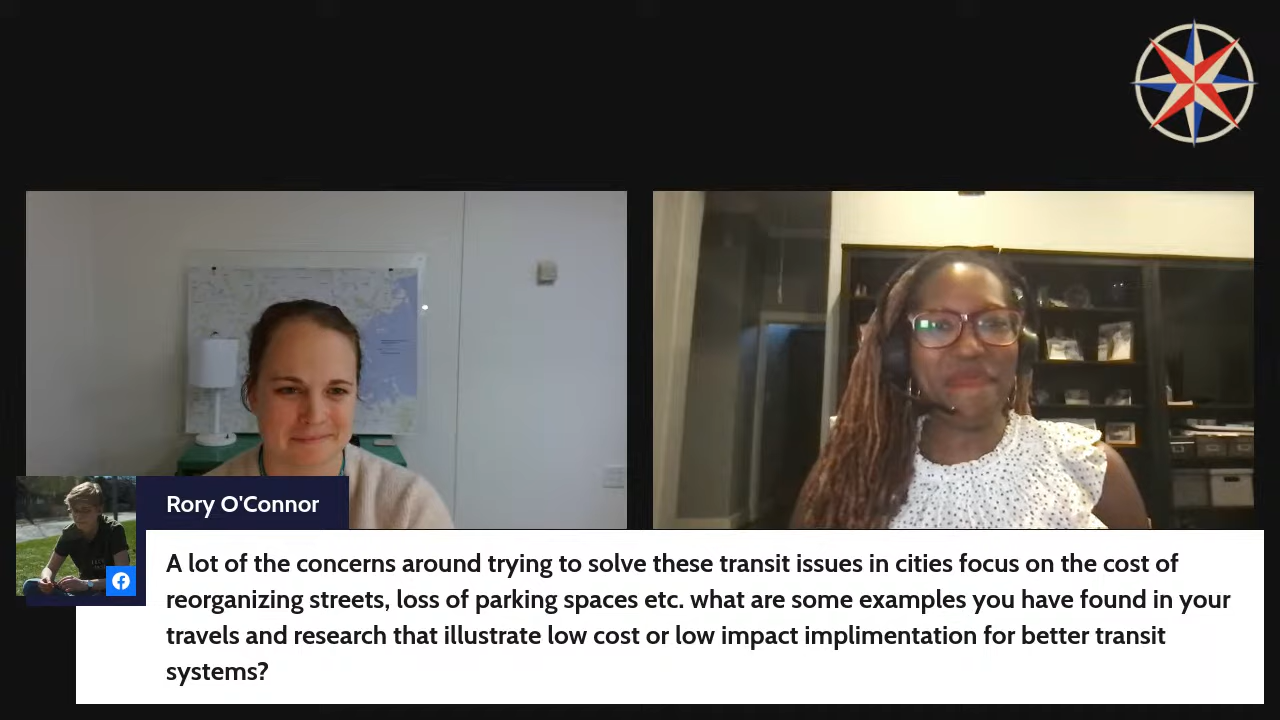 Rory O'Connor
A lot of the concerns around trying to solve these transit issues in cities focus on the cost of
reorganizing streets, loss of parking spaces etc. what are some examples you have found in your
travels and research that illustrate low cost or low impact implimentation for better transit
systems?